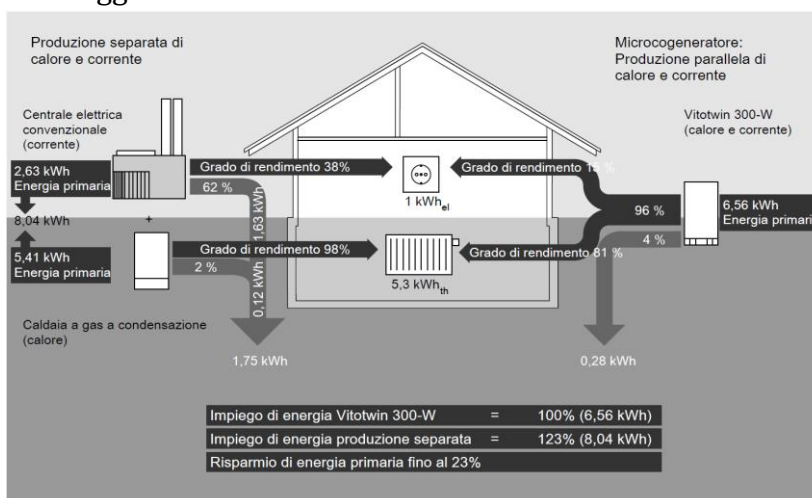 Produzione separata di
calore e corrente
Microcogeneratore:
Produzione parallela di
calore e corrente
Centrale elettrica
convenzionale
(corrente)
Vitotwin 300-W
(calore e corrente)
2,63 kWh
Energia primaria
Grado di rendimento 38%
Grado di rendimento 15 %
62 %
1 kWhel
96 %
6,56 kWh
Energia primaria
8,04 kWh
+
1,63 kWh
4 %
5,41 kWh
Energia primaria
Grado di rendimento 98%
Grado di rendimento 81 %
2 %
0,12 kWh
5,3 kWhth
Caldaia a gas a condensazione
(calore)
1,75 kWh
0,28 kWh
Impiego di energia Vitotwin 300-W = 100% (6,56 kWh)
Impiego di energia produzione separata = 123% (8,04 kWh)
Risparmio di energia primaria fino al 23%